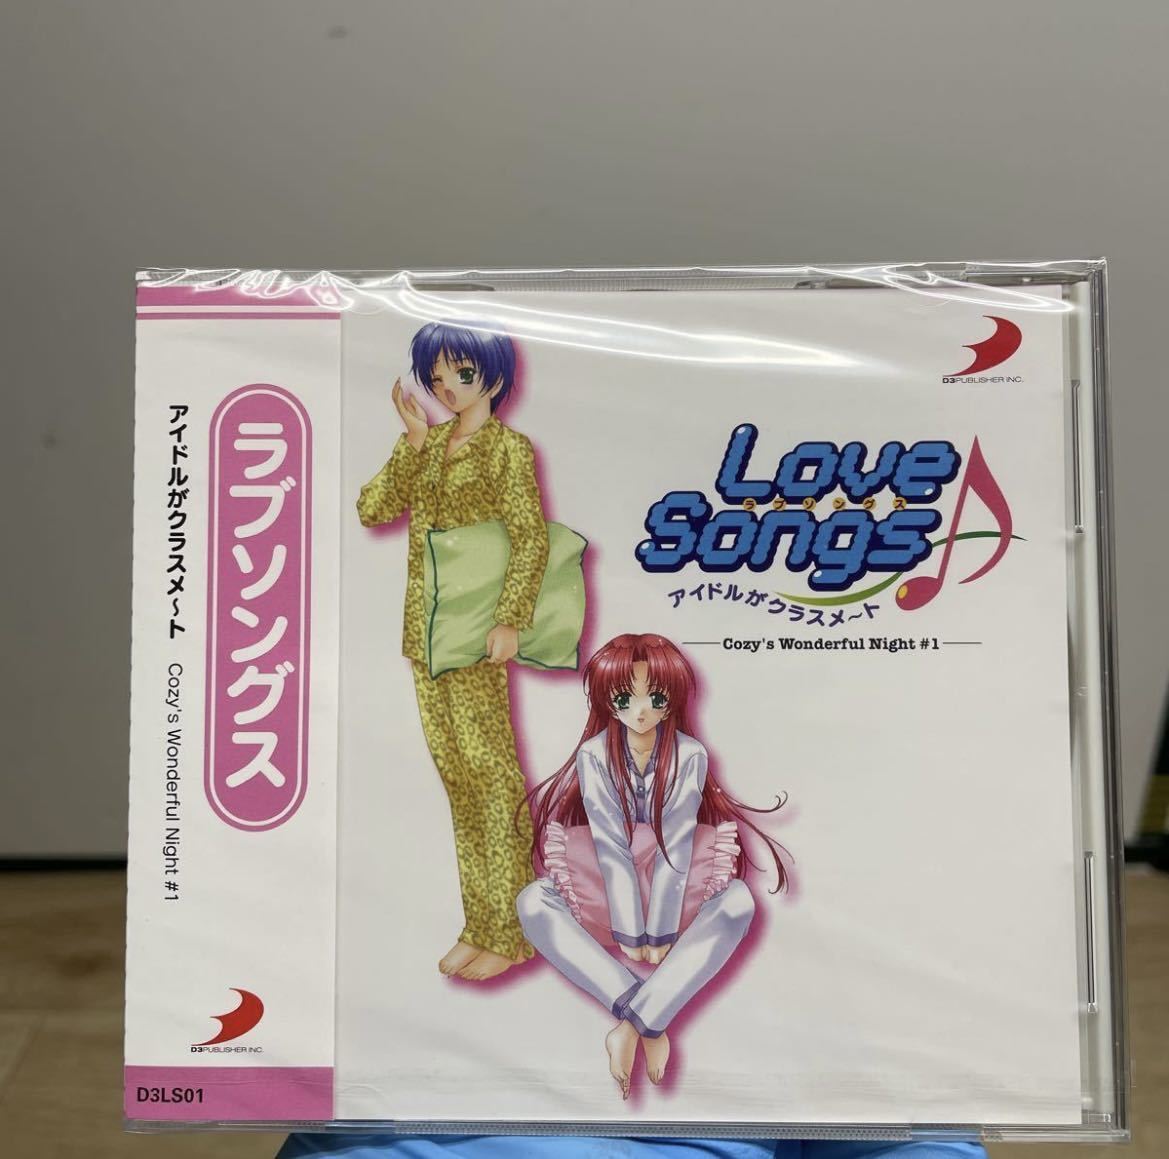 ラブソングス
アイドルがクラスメ〜ト Cozy's Wonderful Night #1
D3PUBLISHER INC.
D3LS01
D3PUBLISHER INC.
Love
ラブソングス
Songs
アイドルがクラスメ〜ト
Cozy's Wonderful Night #1